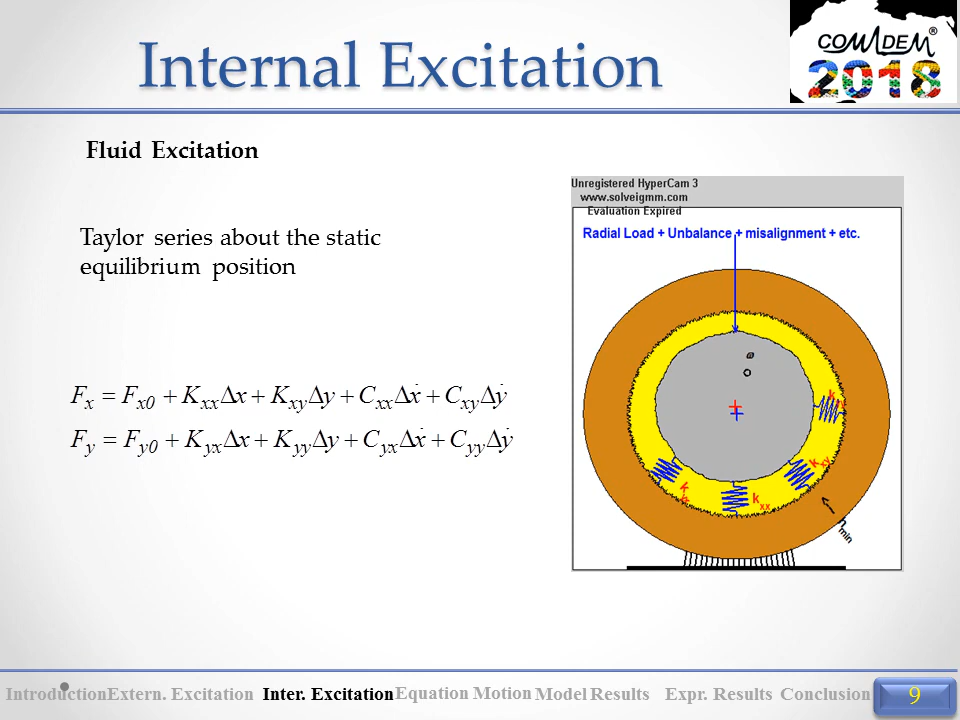 Internal Excitation
COMADEM®
2018
Fluid Excitation
Taylor series about the static
equilibrium position
Fx = Fx0 + KxxΔx + KxyΔy + CxxΔẋ + CxyΔẏ
Fy = Fy0 + KyxΔx + KyyΔy + CyxΔẋ + CyyΔẏ
Unregistered HyperCam 3
www.solveigmm.com
Evaluation Expired
Radial Load + Unbalance + misalignment + etc.
kxx
hmin
Introduction Extern. Excitation Inter. Excitation Equation Motion Model Results Expr. Results Conclusion 9